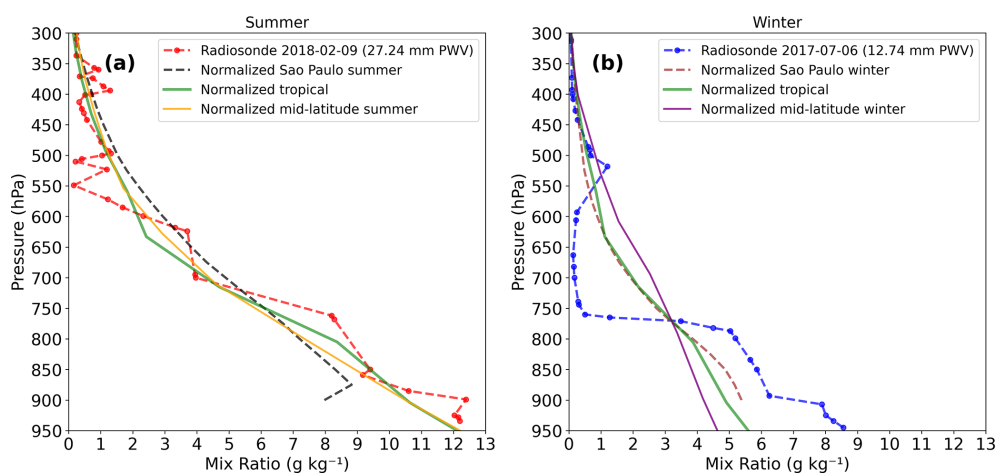 Summer
Winter
(a)
Radiosonde 2018-02-09 (27.24 mm PWV)
Normalized Sao Paulo summer
Normalized tropical
Normalized mid-latitude summer
300
350
400
450
500
550
600
650
700
750
800
850
900
950
Pressure (hPa)
0 1 2 3 4 5 6 7 8 9 10 11 12 13
Mix Ratio (g kg⁻¹)
(b)
Radiosonde 2017-07-06 (12.74 mm PWV)
Normalized Sao Paulo winter
Normalized tropical
Normalized mid-latitude winter
300
350
400
450
500
550
600
650
700
750
800
850
900
950
Pressure (hPa)
0 1 2 3 4 5 6 7 8 9 10 11 12 13
Mix Ratio (g kg⁻¹)